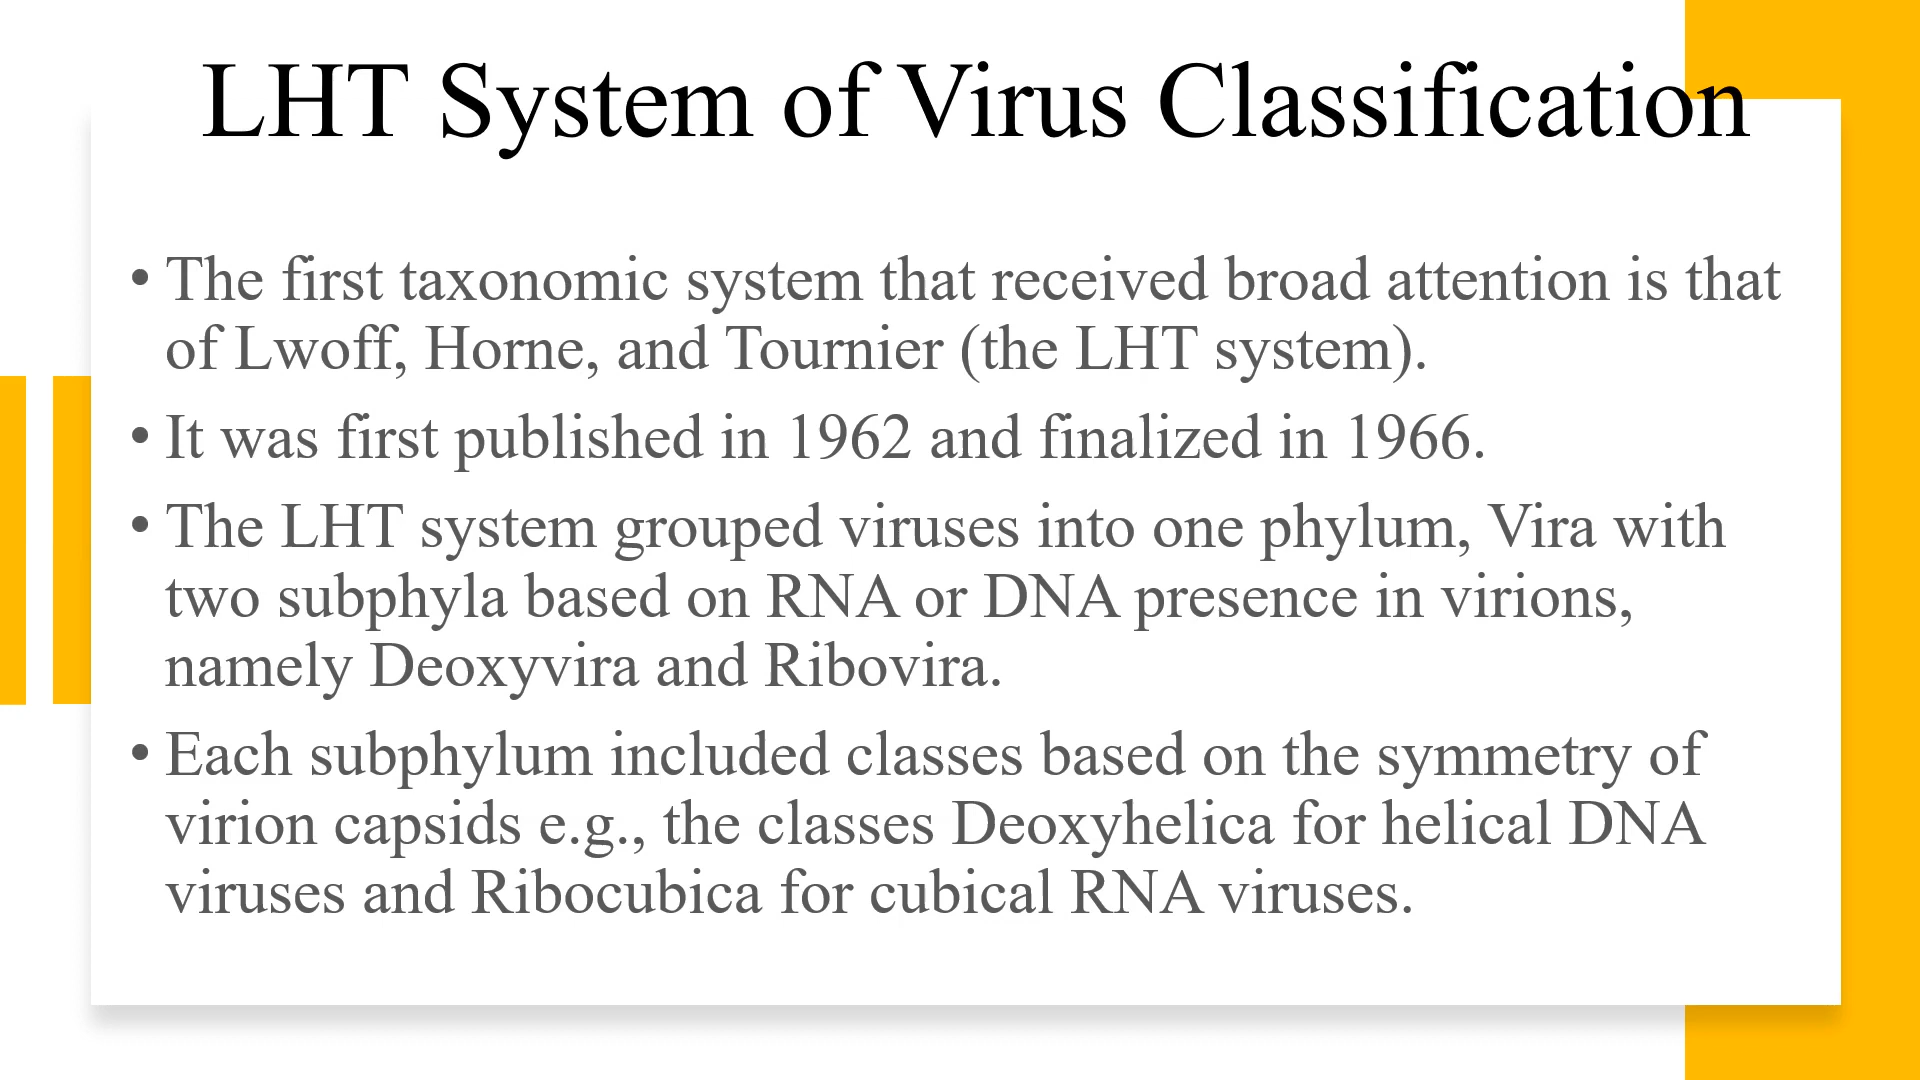 LHT System of Virus Classification
• The first taxonomic system that received broad attention is that
of Lwoff, Horne, and Tournier (the LHT system).
• It was first published in 1962 and finalized in 1966.
• The LHT system grouped viruses into one phylum, Vira with
two subphyla based on RNA or DNA presence in virions,
namely Deoxyvira and Ribovira.
• Each subphylum included classes based on the symmetry of
virion capsids e.g., the classes Deoxyhelica for helical DNA
viruses and Ribocubica for cubical RNA viruses.